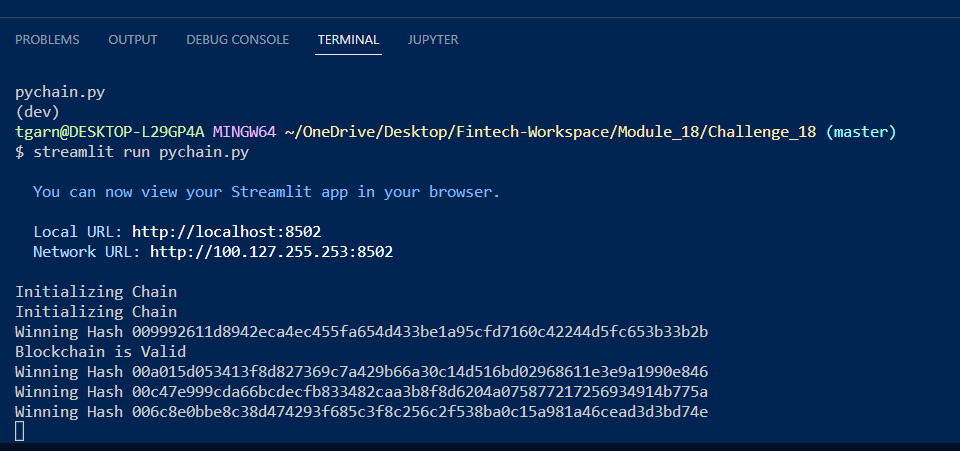 PROBLEMS OUTPUT DEBUG CONSOLE TERMINAL JUPYTER
pychain.py
(dev)
tgarn@DESKTOP-L29GP4A MINGW64 ~/OneDrive/Desktop/Fintech-Workspace/Module_18/Challenge_18 (master)
$ streamlit run pychain.py
You can now view your Streamlit app in your browser.
Local URL: http://localhost:8502
Network URL: http://100.127.255.253:8502
Initializing Chain
Initializing Chain
Winning Hash 009992611d8942eca4ec455fa654d433be1a95cfd7160c42244d5fc653b33b2b
Blockchain is Valid
Winning Hash 00a015d053413f8d827369c7a429b66a30c14d516bd02968611e3e9a1990e846
Winning Hash 00c47e999cda66bcdecfb833482caa3b8f8d6204a075877217256934914b775a
Winning Hash 006c8e0bbe8c38d474293f685c3f8c256c2f538ba0c15a981a46cead3d3bd74e